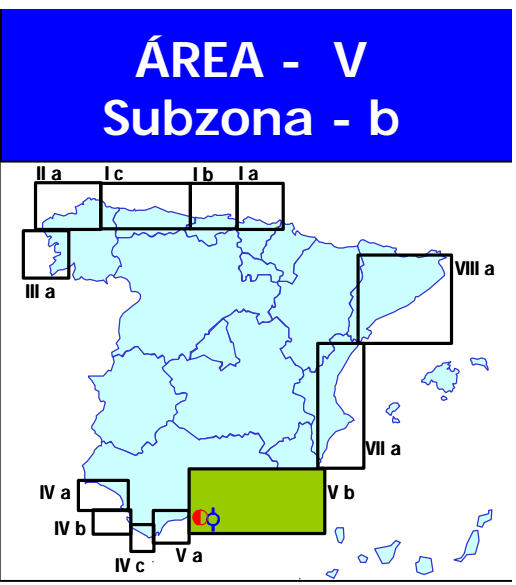 ÁREA - V
Subzona - b
II a
I c
I b
I a
III a
VIII a
VII a
IV a
V b
IV b
V a
IV c